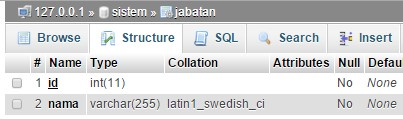 127.0.0.1 » sistem » jabatan
Browse Structure SQL Search Insert
# Name Type Collation Attributes Null Defau
1 id int(11) No None
2 nama varchar(255) latin1_swedish_ci No None